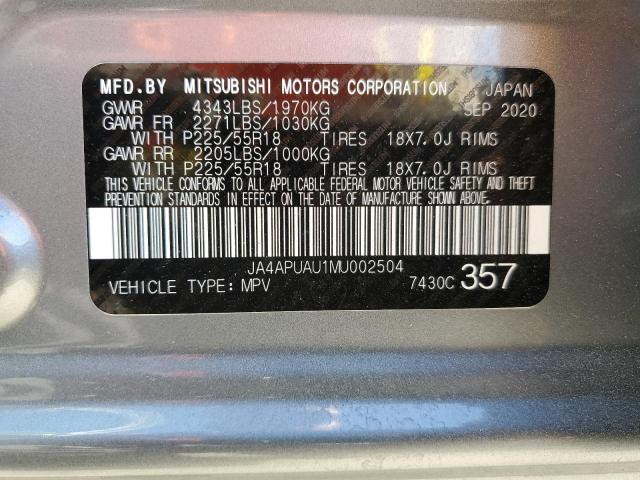 MFD.BY MITSUBISHI MOTORS CORPORATION JAPAN
GVWR 4343LBS/1970KG SEP 2020
GAWR FR 2271LBS/1030KG
WITH P225/55R18 TIRES 18X7.0J RIMS
GAWR RR 2205LBS/1000KG
WITH P225/55R18 TIRES 18X7.0J RIMS
THIS VEHICLE CONFORMS TO ALL APPLICABLE FEDERAL MOTOR VEHICLE SAFETY AND THEFT
PREVENTION STANDARDS IN EFFECT ON THE DATE OF MANUFACTURE SHOWN ABOVE.
JA4APUAU1MU002504
VEHICLE TYPE: MPV 7430C 357